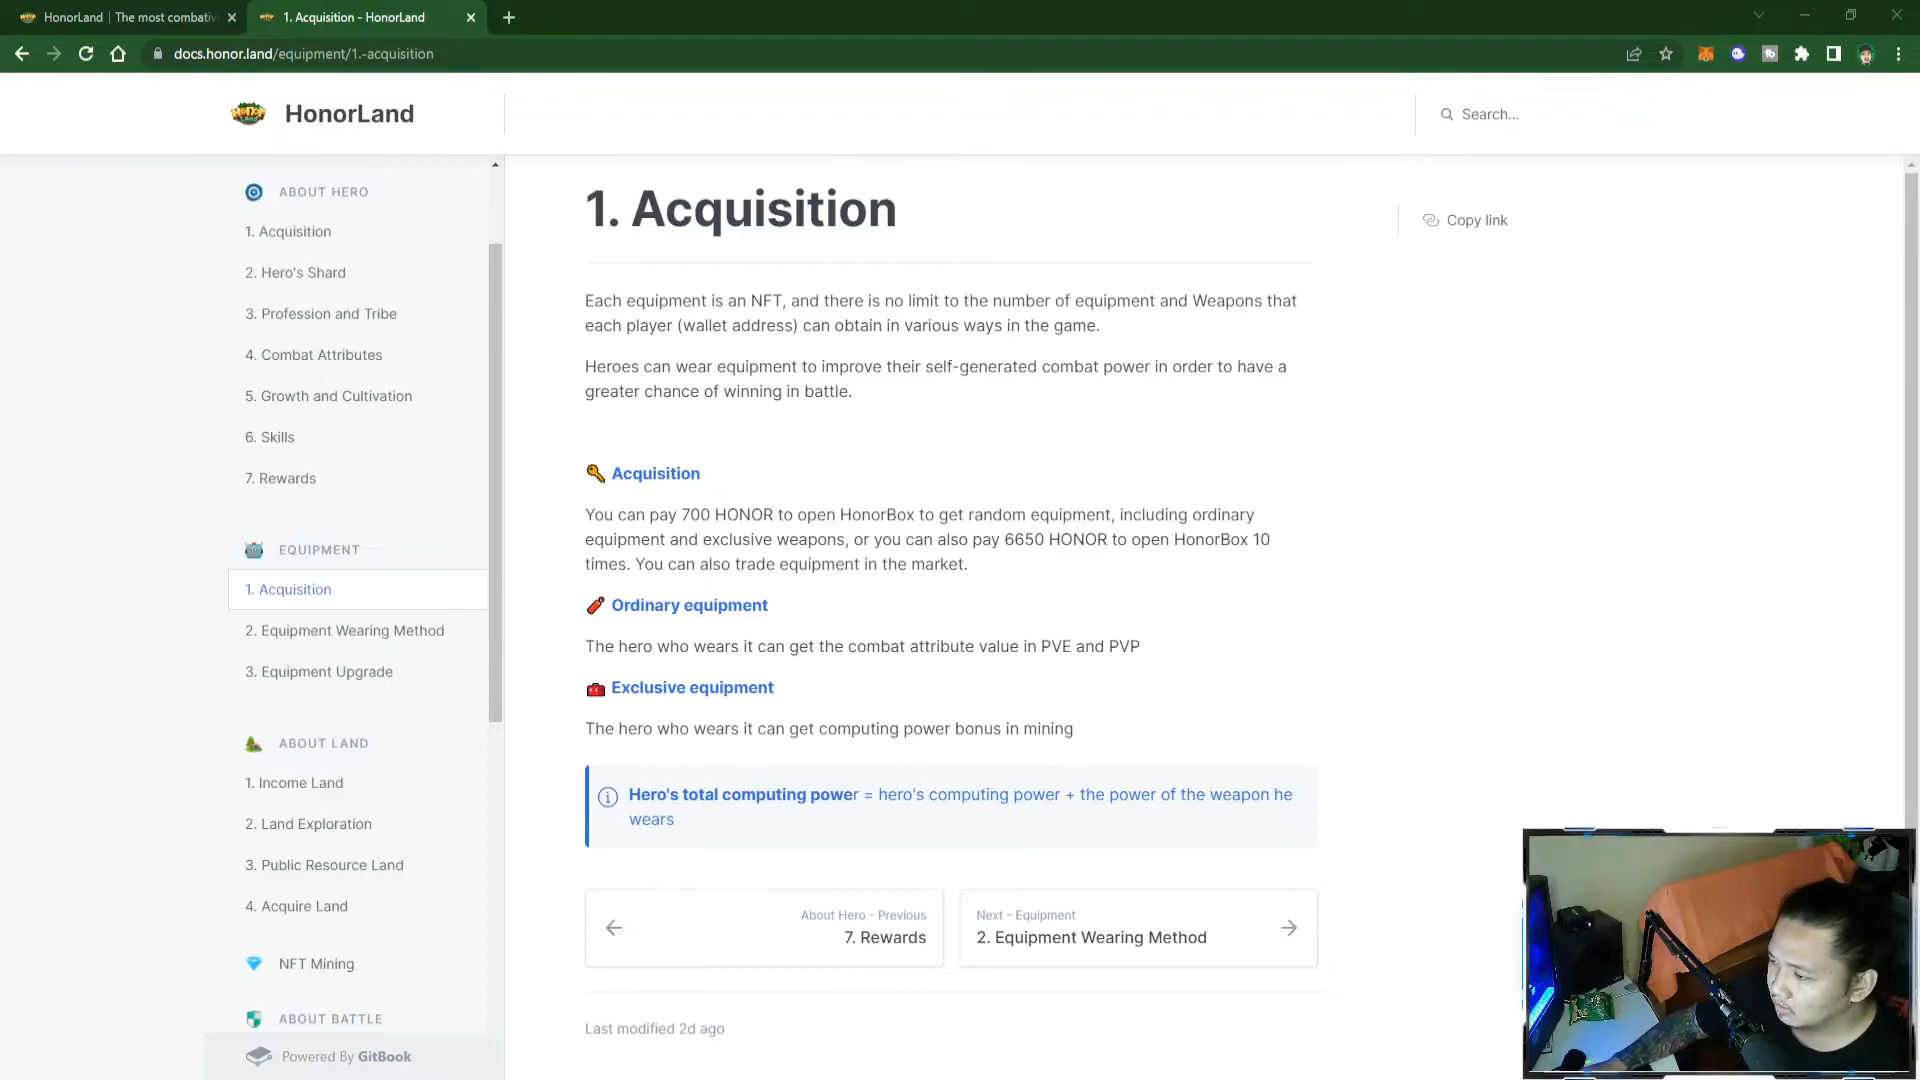 HonorLand | The most combativ
1. Acquisition - HonorLand
docs.honor.land/equipment/1.-acquisition
HonorLand
Search...
ABOUT HERO
1. Acquisition
2. Hero's Shard
3. Profession and Tribe
4. Combat Attributes
5. Growth and Cultivation
6. Skills
7. Rewards
EQUIPMENT
1. Acquisition
2. Equipment Wearing Method
3. Equipment Upgrade
ABOUT LAND
1. Income Land
2. Land Exploration
3. Public Resource Land
4. Acquire Land
NFT Mining
ABOUT BATTLE
Powered By GitBook
1. Acquisition
Copy link
Each equipment is an NFT, and there is no limit to the number of equipment and Weapons that
each player (wallet address) can obtain in various ways in the game.
Heroes can wear equipment to improve their self-generated combat power in order to have a
greater chance of winning in battle.
Acquisition
You can pay 700 HONOR to open HonorBox to get random equipment, including ordinary
equipment and exclusive weapons, or you can also pay 6650 HONOR to open HonorBox 10
times. You can also trade equipment in the market.
Ordinary equipment
The hero who wears it can get the combat attribute value in PVE and PVP
Exclusive equipment
The hero who wears it can get computing power bonus in mining
Hero's total computing power = hero's computing power + the power of the weapon he
wears
About Hero - Previous
7. Rewards
Next - Equipment
2. Equipment Wearing Method
Last modified 2d ago